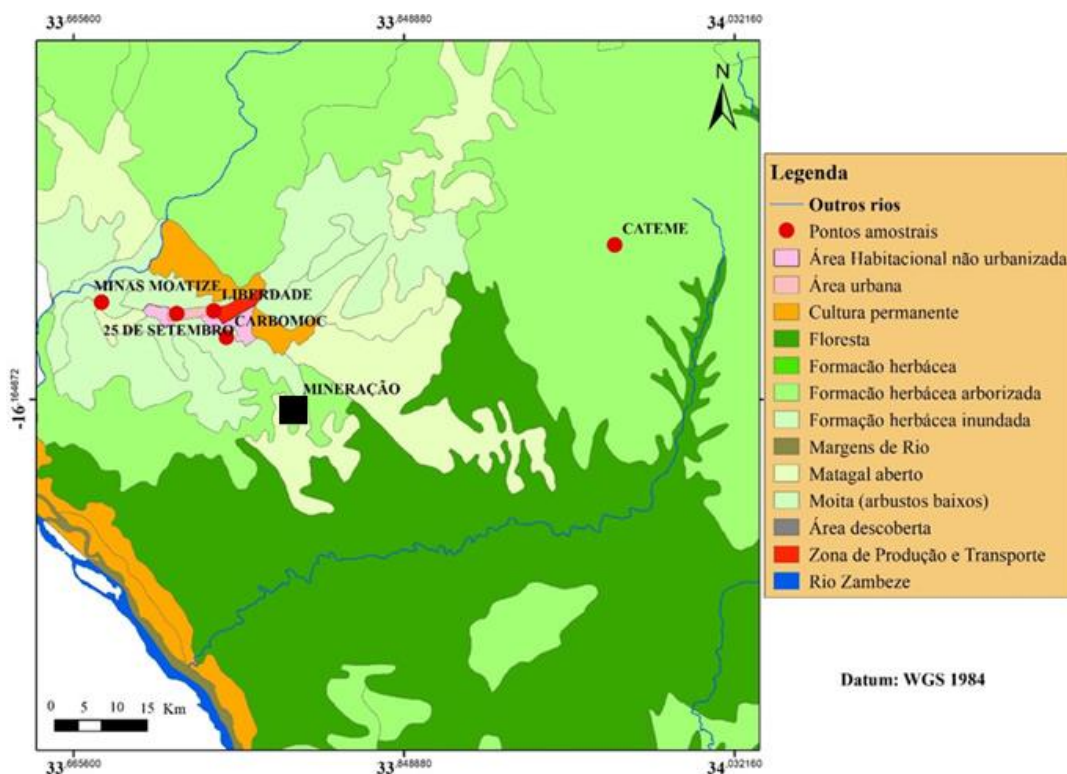 33.665600
33.848880
34.032160
N
CATEME
MINAS MOATIZE
LIBERDADE
25 DE SETEMBRO
CARBOMOC
MINERAÇÃO
-16.164672
0 5 10 15 Km
33.665600
33.848880
34.032160
Legenda
Outros rios
Pontos amostrais
Área Habitacional não urbanizada
Área urbana
Cultura permanente
Floresta
Formacão herbácea
Formação herbácea arborizada
Formação herbácea inundada
Margens de Rio
Matagal aberto
Moita (arbustos baixos)
Área descoberta
Zona de Produção e Transporte
Rio Zambeze
Datum: WGS 1984